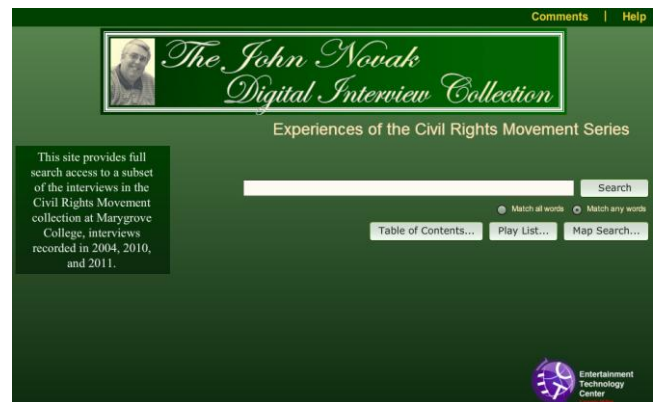 Comments | Help
The John Novak
Digital Interview Collection
Experiences of the Civil Rights Movement Series
This site provides full
search access to a subset
of the interviews in the
Civil Rights Movement
collection at Marygrove
College, interviews
recorded in 2004, 2010,
and 2011.
Search
Match all words Match any words
Table of Contents... Play List... Map Search...
Entertainment
Technology
Center